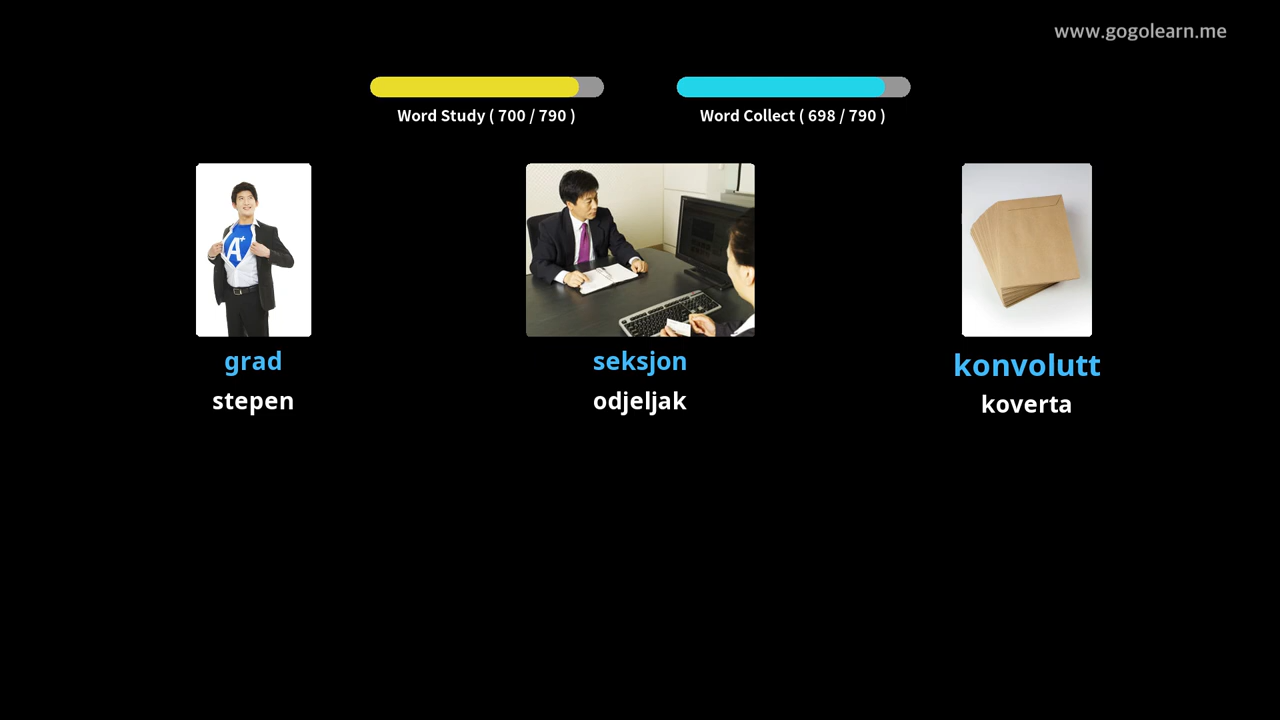 www.gogolearn.me
Word Study ( 700 / 790 )
Word Collect ( 698 / 790 )
A+
grad
seksjon
konvolutt
stepen
odjeljak
koverta